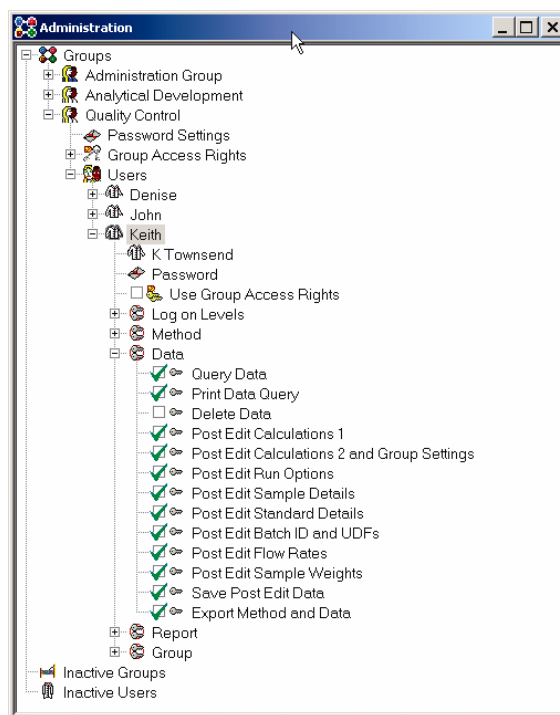 Administration
Groups
Administration Group
Analytical Development
Quality Control
Password Settings
Group Access Rights
Users
Denise
John
Keith
K Townsend
Password
Use Group Access Rights
Log on Levels
Method
Data
Query Data
Print Data Query
Delete Data
Post Edit Calculations 1
Post Edit Calculations 2 and Group Settings
Post Edit Run Options
Post Edit Sample Details
Post Edit Standard Details
Post Edit Batch ID and UDFs
Post Edit Flow Rates
Post Edit Sample Weights
Save Post Edit Data
Export Method and Data
Report
Group
Inactive Groups
Inactive Users